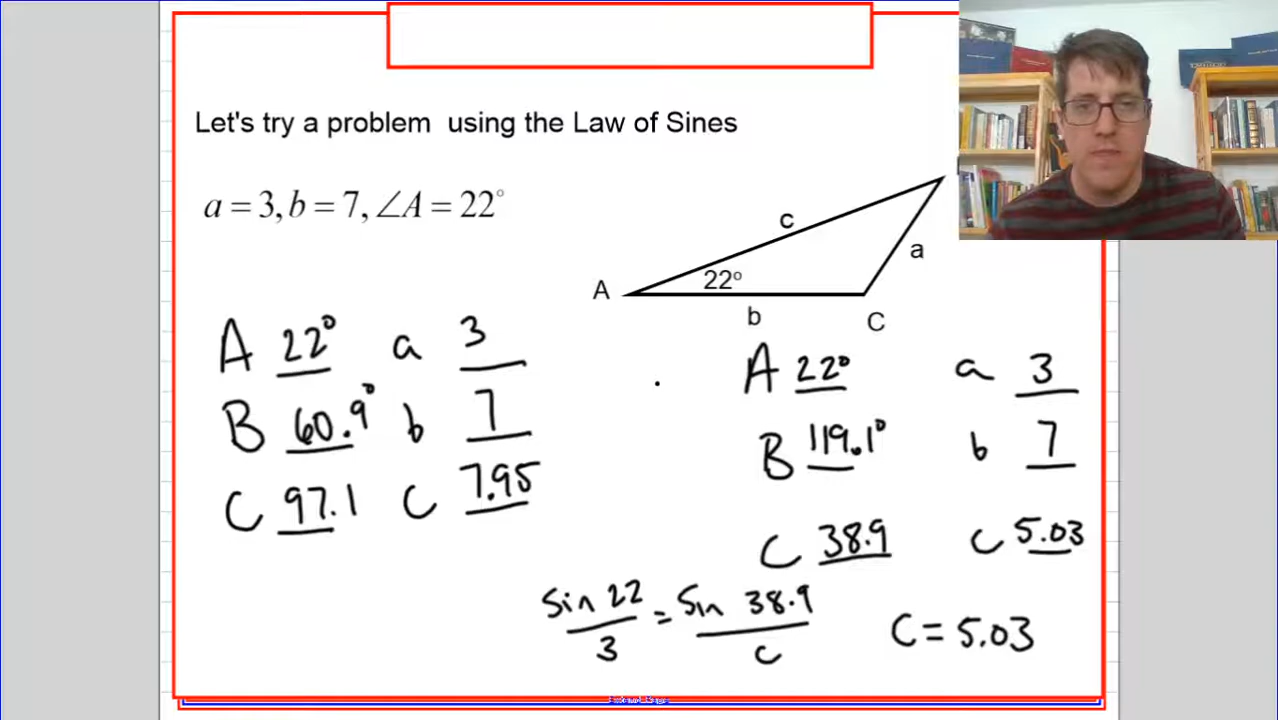 Let's try a problem using the Law of Sines
a = 3, b = 7, ∠A = 22°
c
22°
a
A
b
C
A 22° a 3
B 60.9° b 7
C 97.1 c 7.95
A 22° a 3
B 119.1° b 7
C 38.9 c 5.03
sin 22 / 3 = sin 38.9 / c
C = 5.03